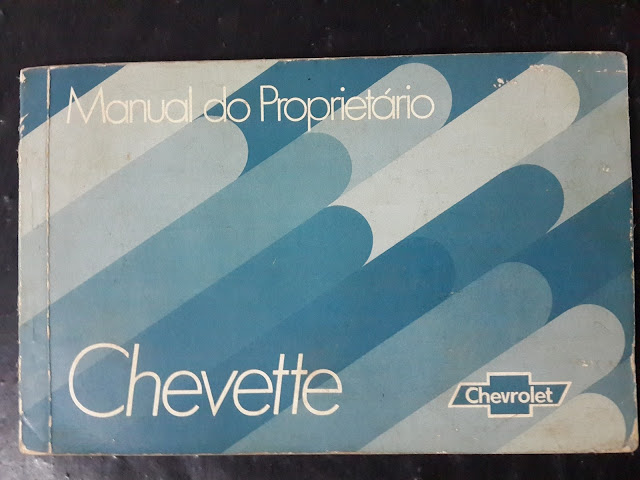 Manual do Proprietário
Chevette
Chevrolet